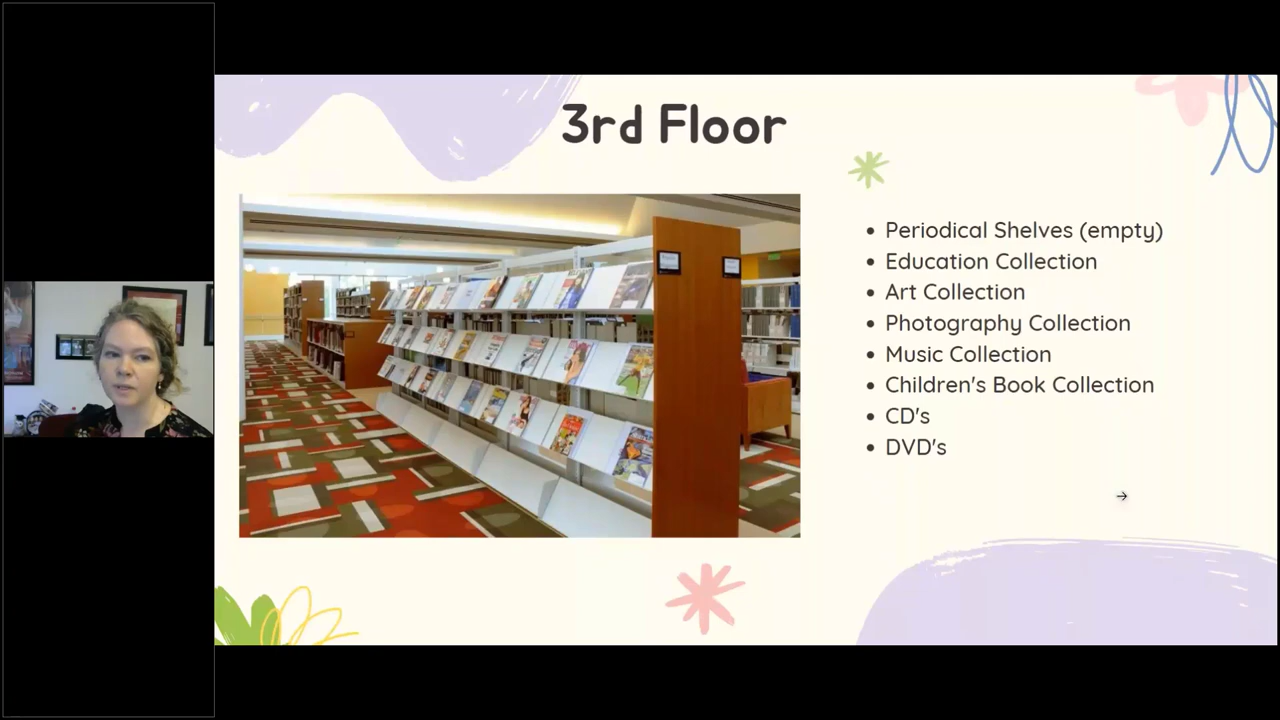 3rd Floor
• Periodical Shelves (empty)
• Education Collection
• Art Collection
• Photography Collection
• Music Collection
• Children's Book Collection
• CD's
• DVD's